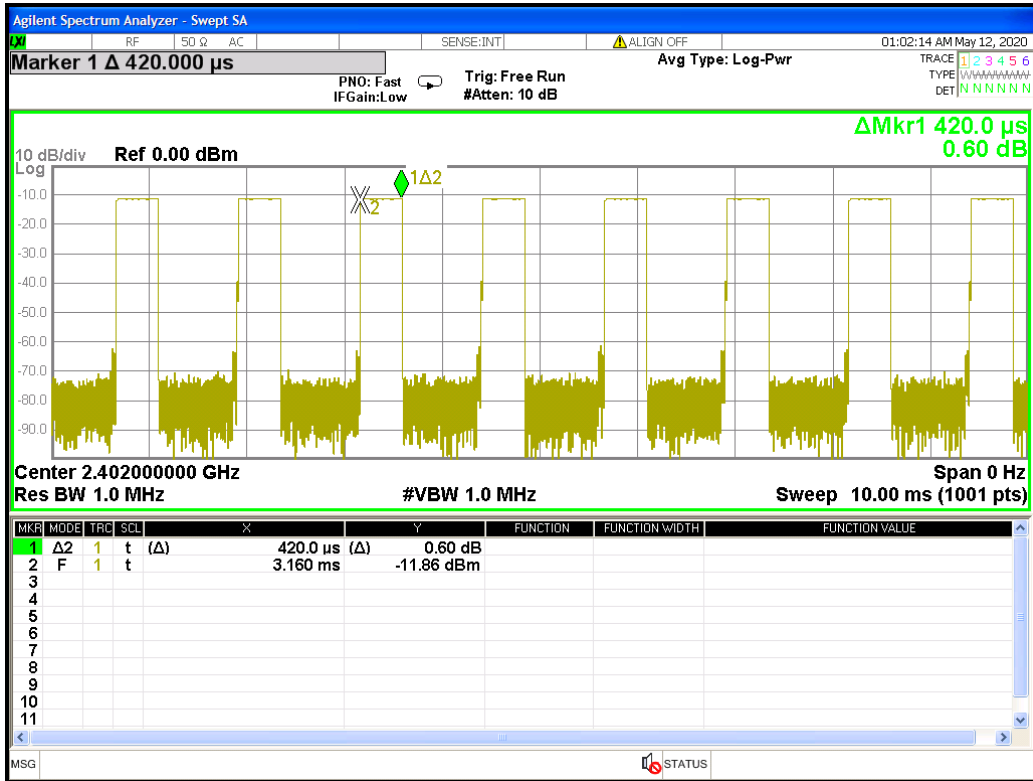 Agilent Spectrum Analyzer - Swept SA
LXI RF 50 Ω AC SENSE:INT ALIGN OFF 01:02:14 AM May 12, 2020
Marker 1 Δ 420.000 µs
PNO: Fast
IFGain:Low
Trig: Free Run
#Atten: 10 dB
Avg Type: Log-Pwr
TRACE 1 2 3 4 5 6
TYPE WWWWWW
DET N N N N N N
ΔMkr1 420.0 µs
0.60 dB
10 dB/div Ref 0.00 dBm
Log
-10.0
1Δ2
2
-20.0
-30.0
-40.0
-50.0
-60.0
-70.0
-80.0
-90.0
Center 2.402000000 GHz Span 0 Hz
Res BW 1.0 MHz #VBW 1.0 MHz Sweep 10.00 ms (1001 pts)
MKR MODE TRC SCL X Y FUNCTION FUNCTION WIDTH FUNCTION VALUE
1 Δ2 1 t (Δ) 420.0 µs (Δ) 0.60 dB
2 F 1 t 3.160 ms -11.86 dBm
3
4
5
6
7
8
9
10
11
MSG STATUS